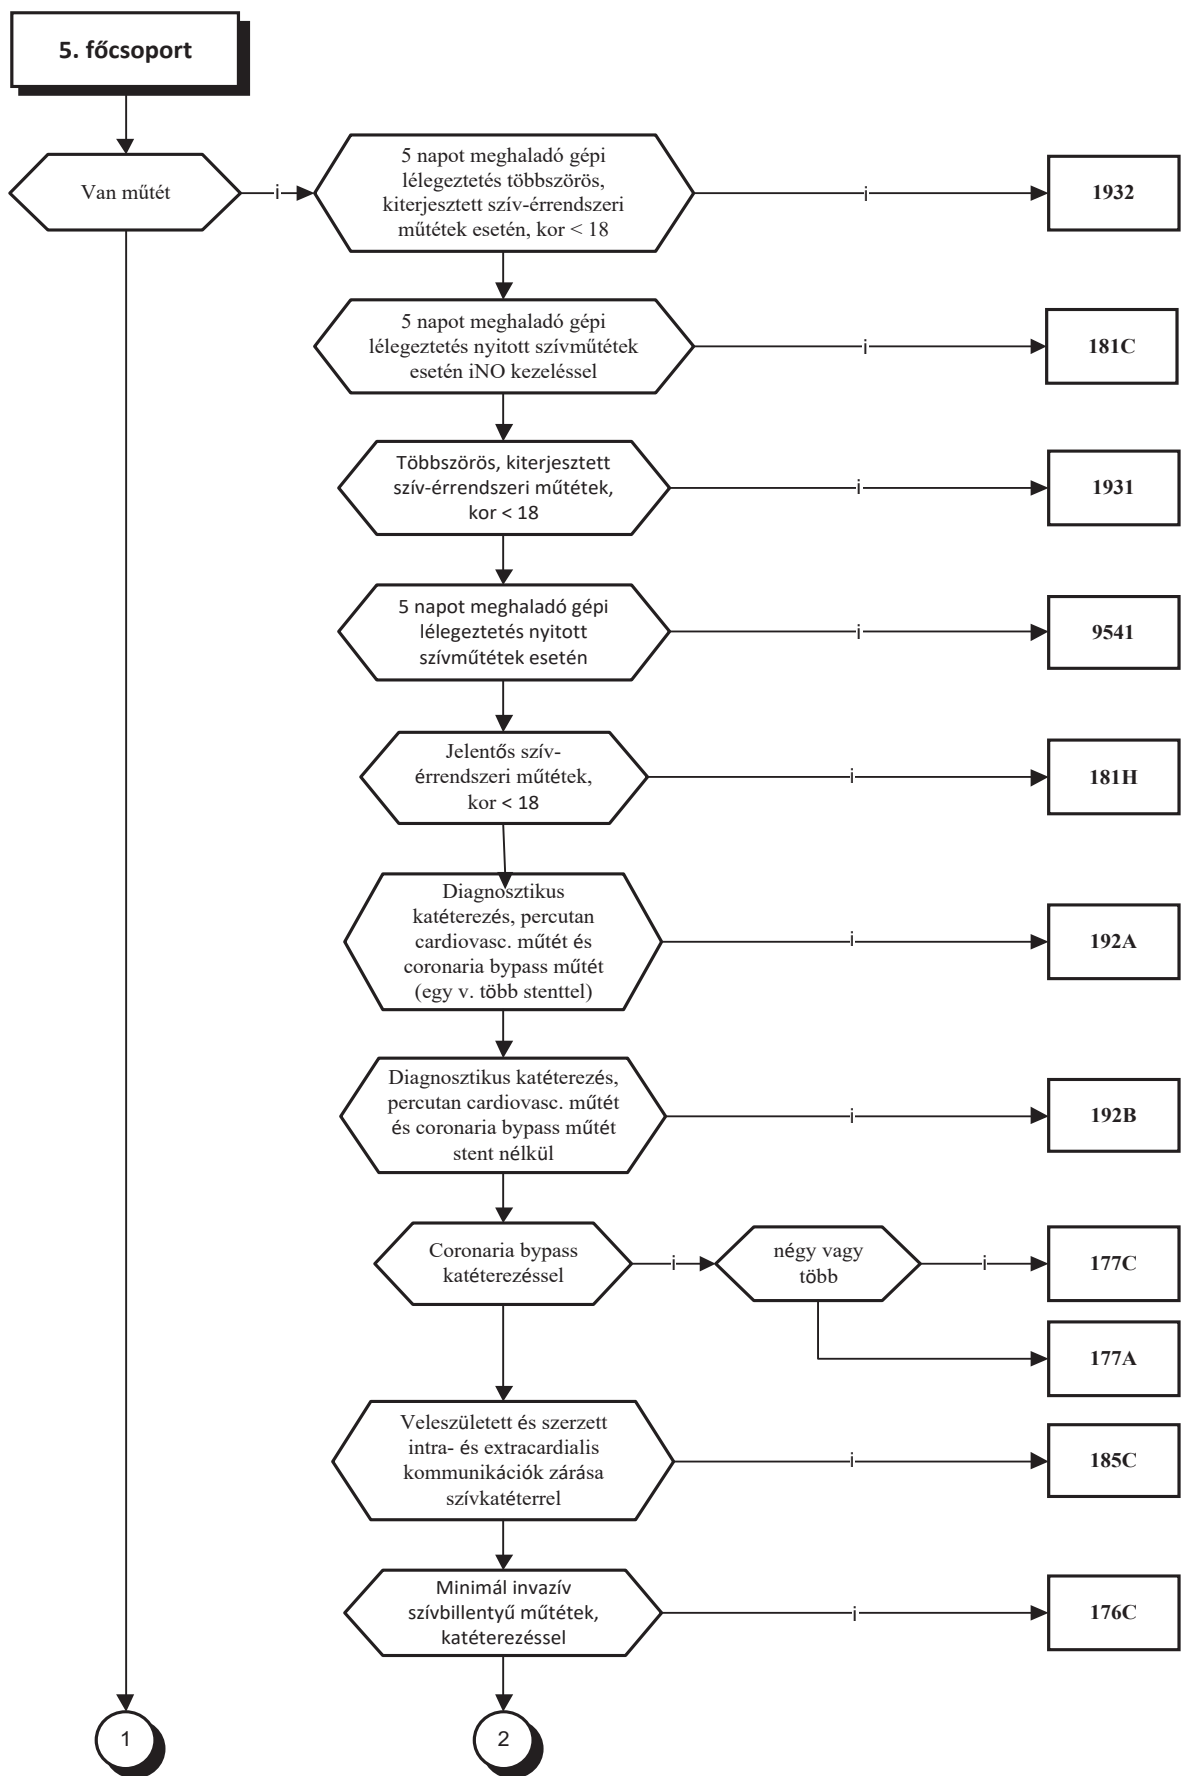 5. főcsoport
Van műtét
i
5 napot meghaladó gépi
lélegeztetés többszörös,
kiterjesztett szív-érrendszeri
műtétek esetén, kor < 18
i
1932
5 napot meghaladó gépi
lélegeztetés nyitott szívműtétek
esetén iNO kezeléssel
i
181C
Többszörös, kiterjesztett
szív-érrendszeri műtétek,
kor < 18
i
1931
5 napot meghaladó gépi
lélegeztetés nyitott
szívműtétek esetén
i
9541
Jelentős szív-
érrendszeri műtétek,
kor < 18
i
181H
Diagnosztikus
katéterezés, percutan
cardiovasc. műtét és
coronaria bypass műtét
(egy v. több stenttel)
i
192A
Diagnosztikus katéterezés,
percutan cardiovasc. műtét
és coronaria bypass műtét
stent nélkül
i
192B
Coronaria bypass
katéterezéssel
i
négy vagy
több
i
177C
177A
Veleszületett és szerzett
intra- és extracardialis
kommunikációk zárása
szívkatéterrel
i
185C
Minimál invazív
szívbillentyű műtétek,
katéterezéssel
i
176C
1
2